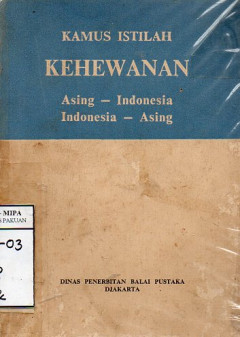 KAMUS ISTILAH
KEHEWANAN
Asing — Indonesia
Indonesia — Asing
MIPA
PAKUAN
-03
DINAS PENERBITAN BALAI PUSTAKA
DJAKARTA